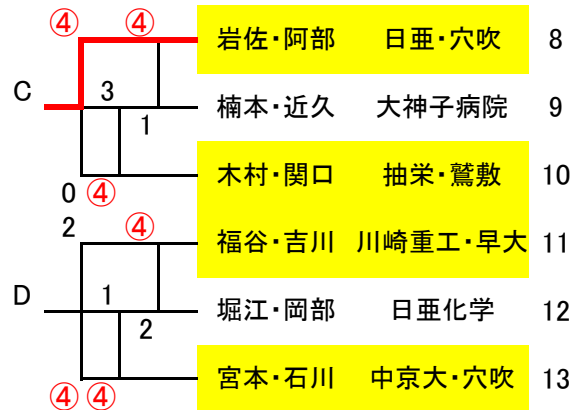 ④ ④ 岩佐・阿部 日亜・穴吹 8
C 3 楠本・近久 大神子病院 9
1
木村・関口 抽栄・鷲敷 10
0 ④
2 ④ 福谷・吉川 川崎重工・早大 11
D 1 堀江・岡部 日亜化学 12
2
宮本・石川 中京大・穴吹 13
④ ④